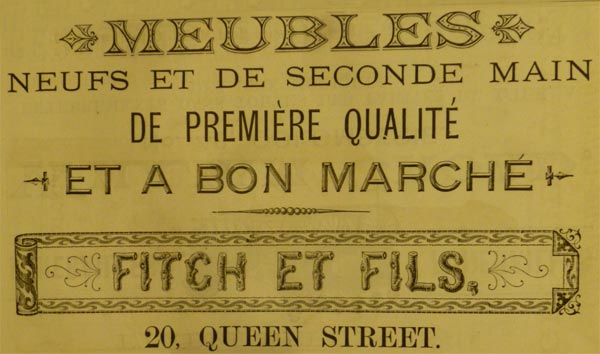 MEUBLES
NEUFS ET DE SECONDE MAIN
DE PREMIÈRE QUALITÉ
ET A BON MARCHÉ
FITCH ET FILS,
20, QUEEN STREET.